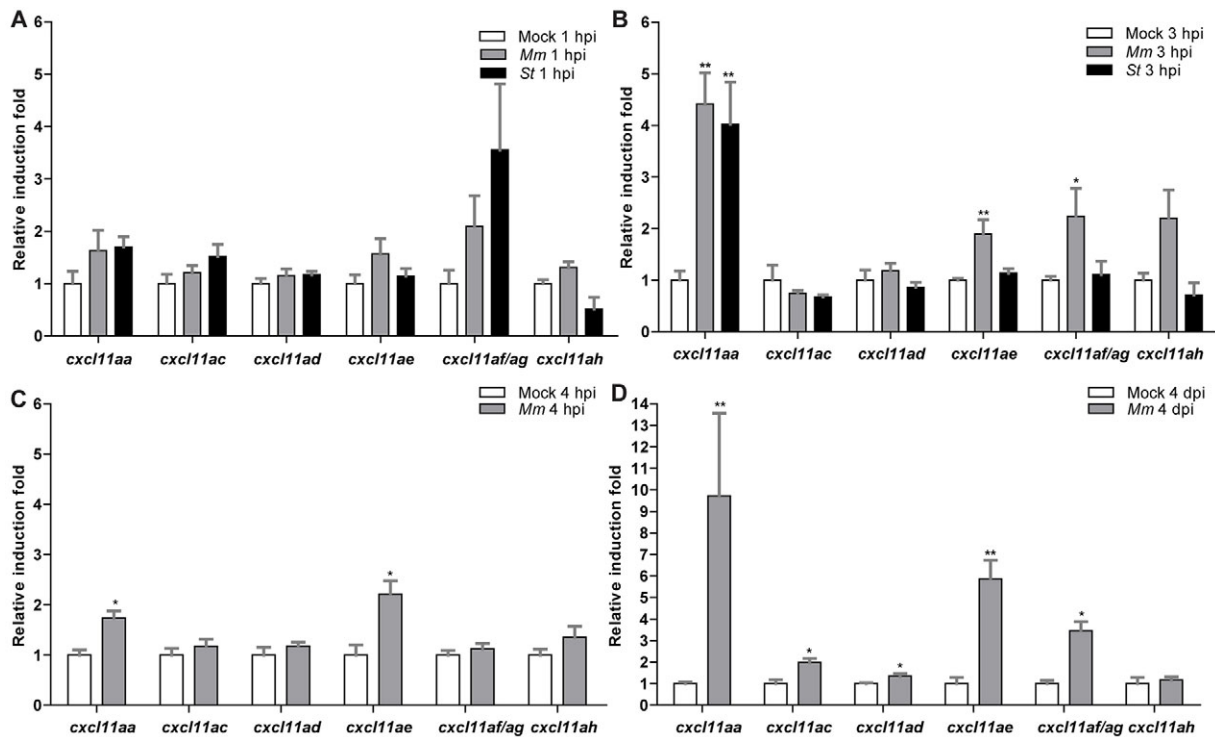 A
Mock 1 hpi
Mm 1 hpi
St 1 hpi
Relative induction fold
6
5
4
3
2
1
0
cxcl11aa cxcl11ac cxcl11ad cxcl11ae cxcl11af/ag cxcl11ah
B
Mock 3 hpi
Mm 3 hpi
St 3 hpi
Relative induction fold
6
5
4
3
2
1
0
** **
**
*
cxcl11aa cxcl11ac cxcl11ad cxcl11ae cxcl11af/ag cxcl11ah
C
Mock 4 hpi
Mm 4 hpi
Relative induction fold
6
5
4
3
2
1
0
*
*
cxcl11aa cxcl11ac cxcl11ad cxcl11ae cxcl11af/ag cxcl11ah
D
Mock 4 dpi
Mm 4 dpi
Relative induction fold
14
13
12
11
10
9
8
7
6
5
4
3
2
1
0
**
*
*
**
*
cxcl11aa cxcl11ac cxcl11ad cxcl11ae cxcl11af/ag cxcl11ah